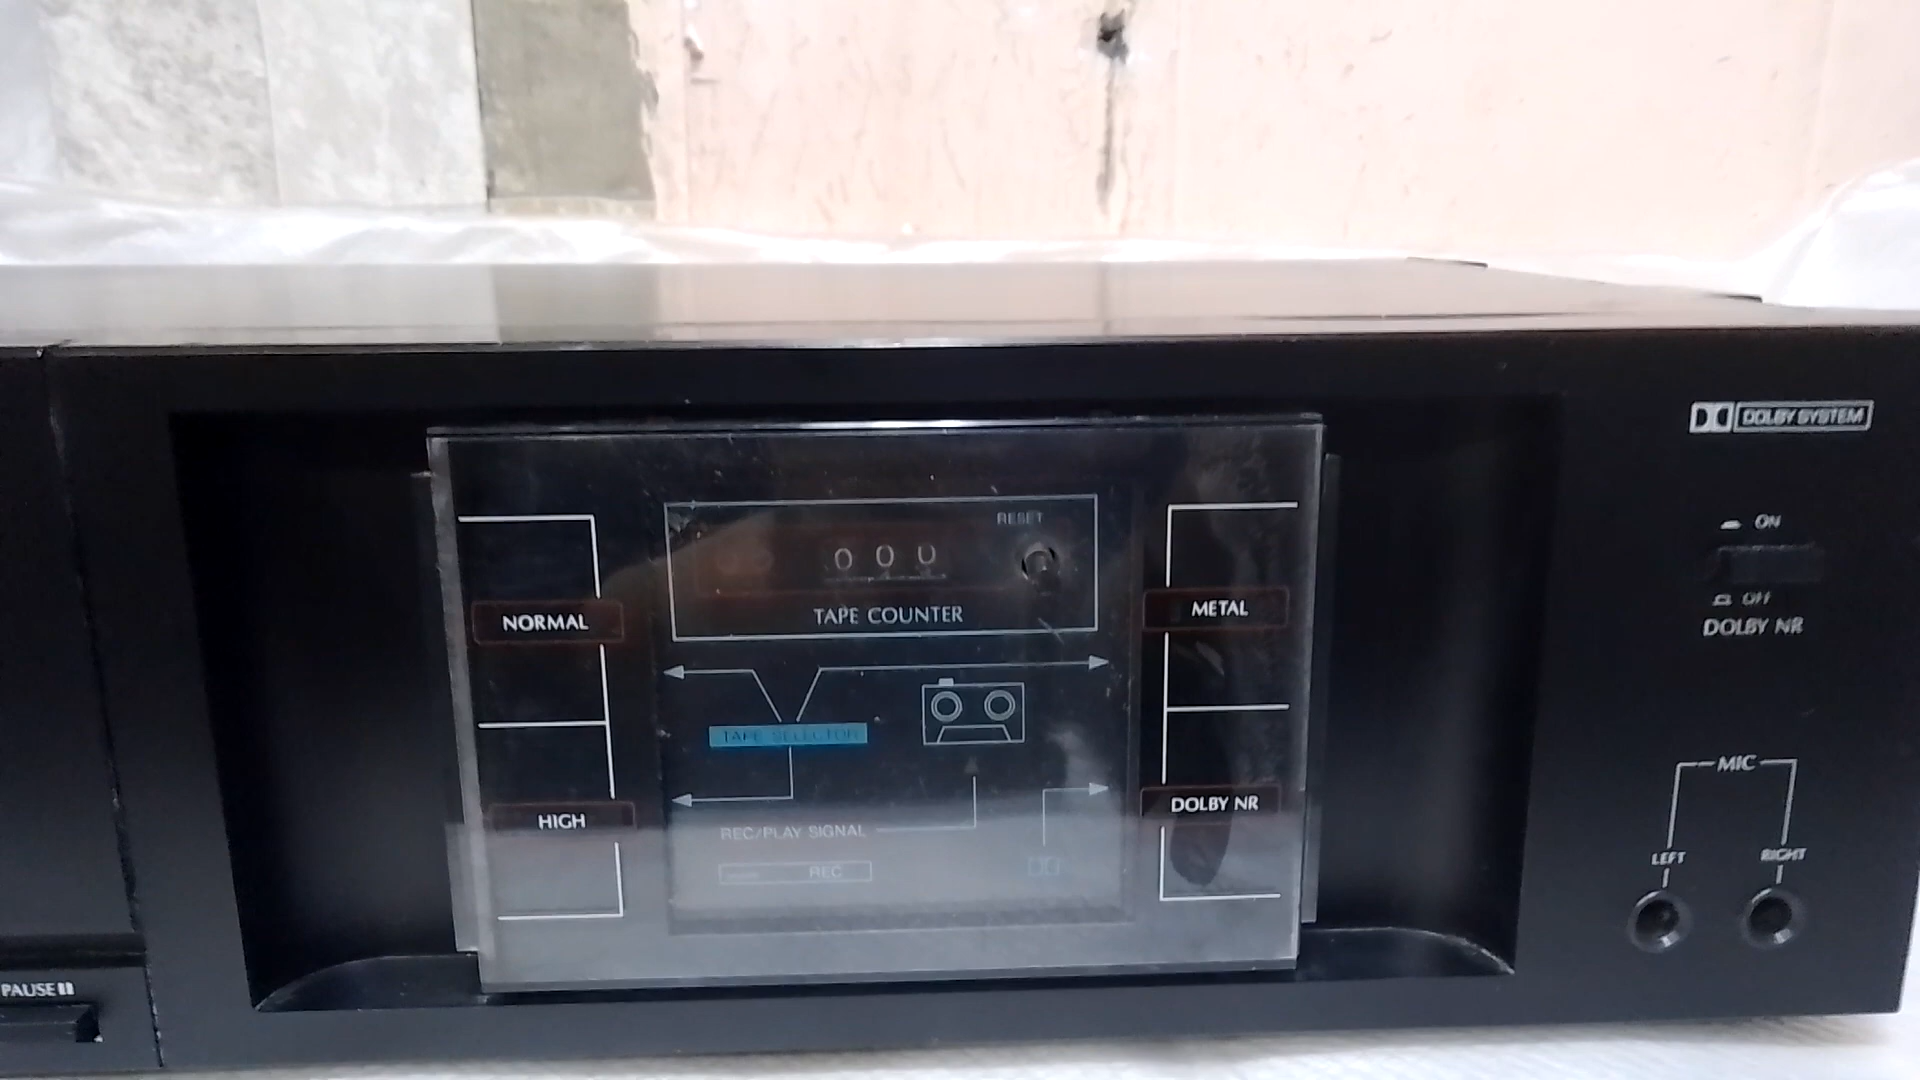 DOLBY SYSTEM
RESET
000
TAPE COUNTER
NORMAL
METAL
TAPE SELECTOR
HIGH
DOLBY NR
REC/PLAY SIGNAL
REC
ON
OFF
DOLBY NR
MIC
LEFT
RIGHT
PAUSE